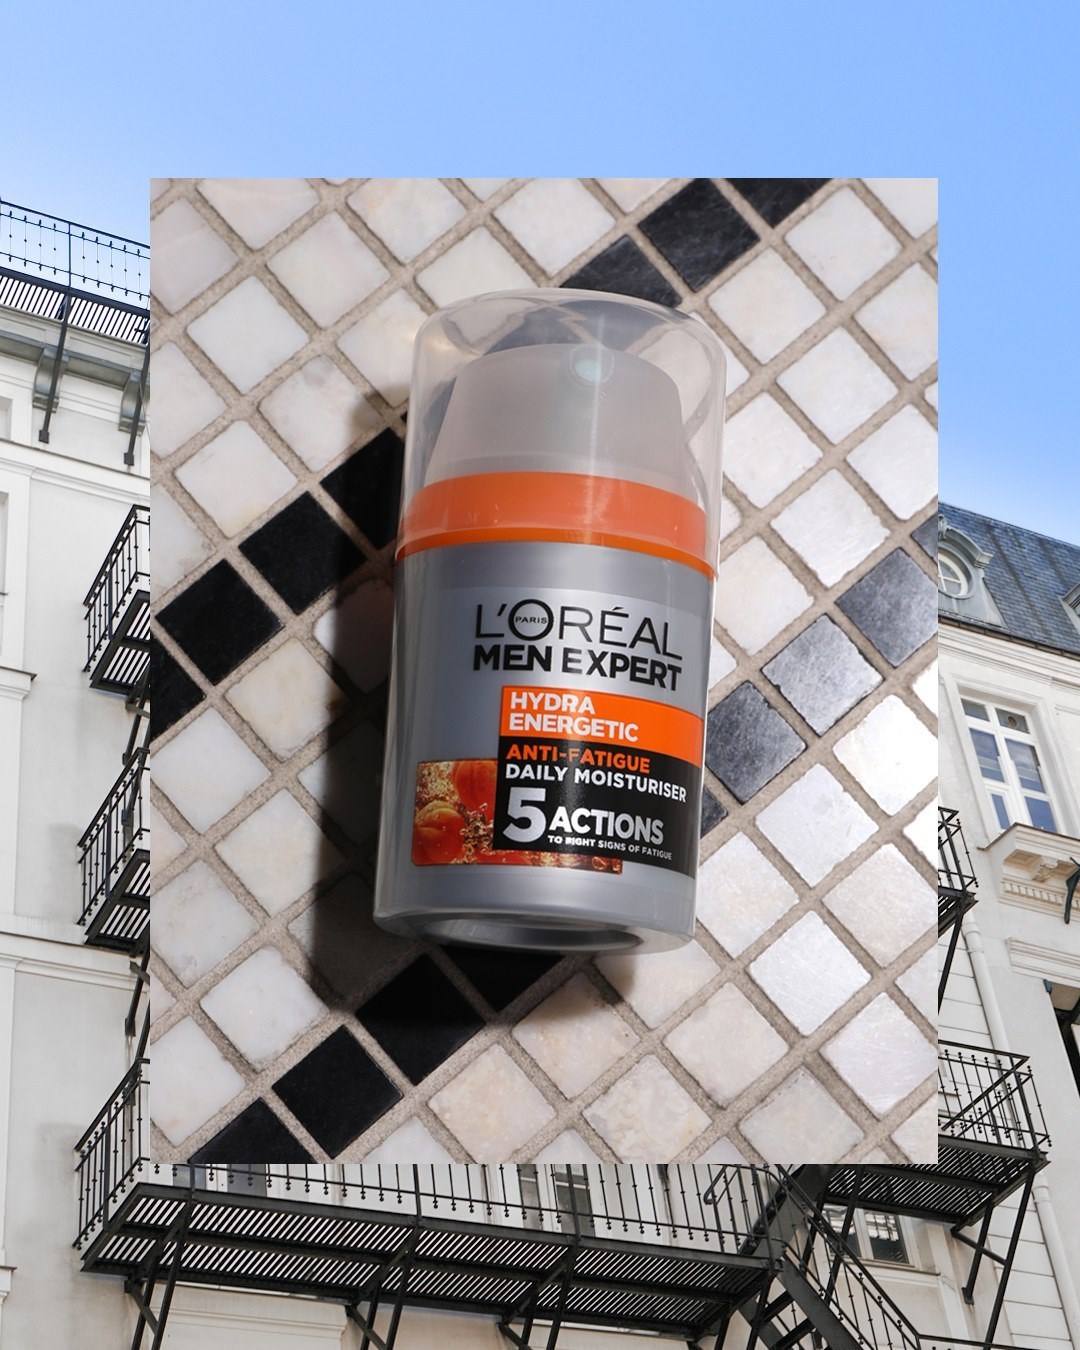 L'ORÉAL
PARIS
MEN EXPERT
HYDRA
ENERGETIC
ANTI-FATIGUE
DAILY MOISTURISER
5 ACTIONS
TO FIGHT SIGNS OF FATIGUE